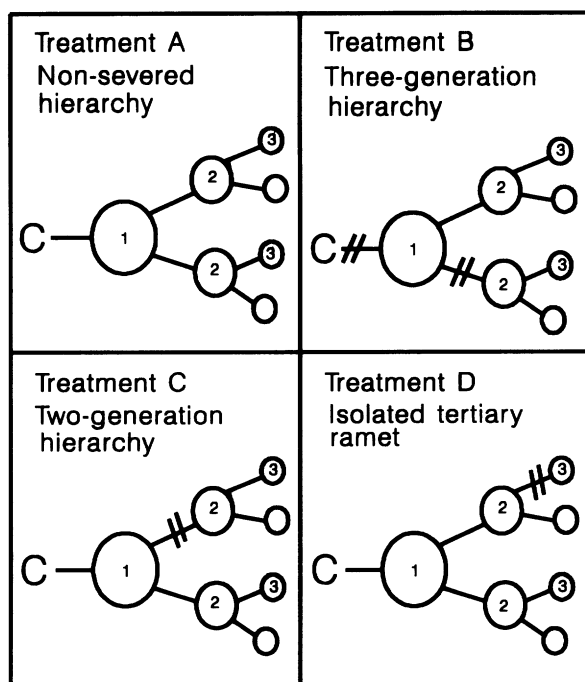 Treatment A
Non-severed
hierarchy
3
2
C 1
2 3
Treatment B
Three-generation
hierarchy
3
2
C 1
2 3
Treatment C
Two-generation
hierarchy
3
2
C 1
2 3
Treatment D
Isolated tertiary
ramet
3
2
C 1
2 3